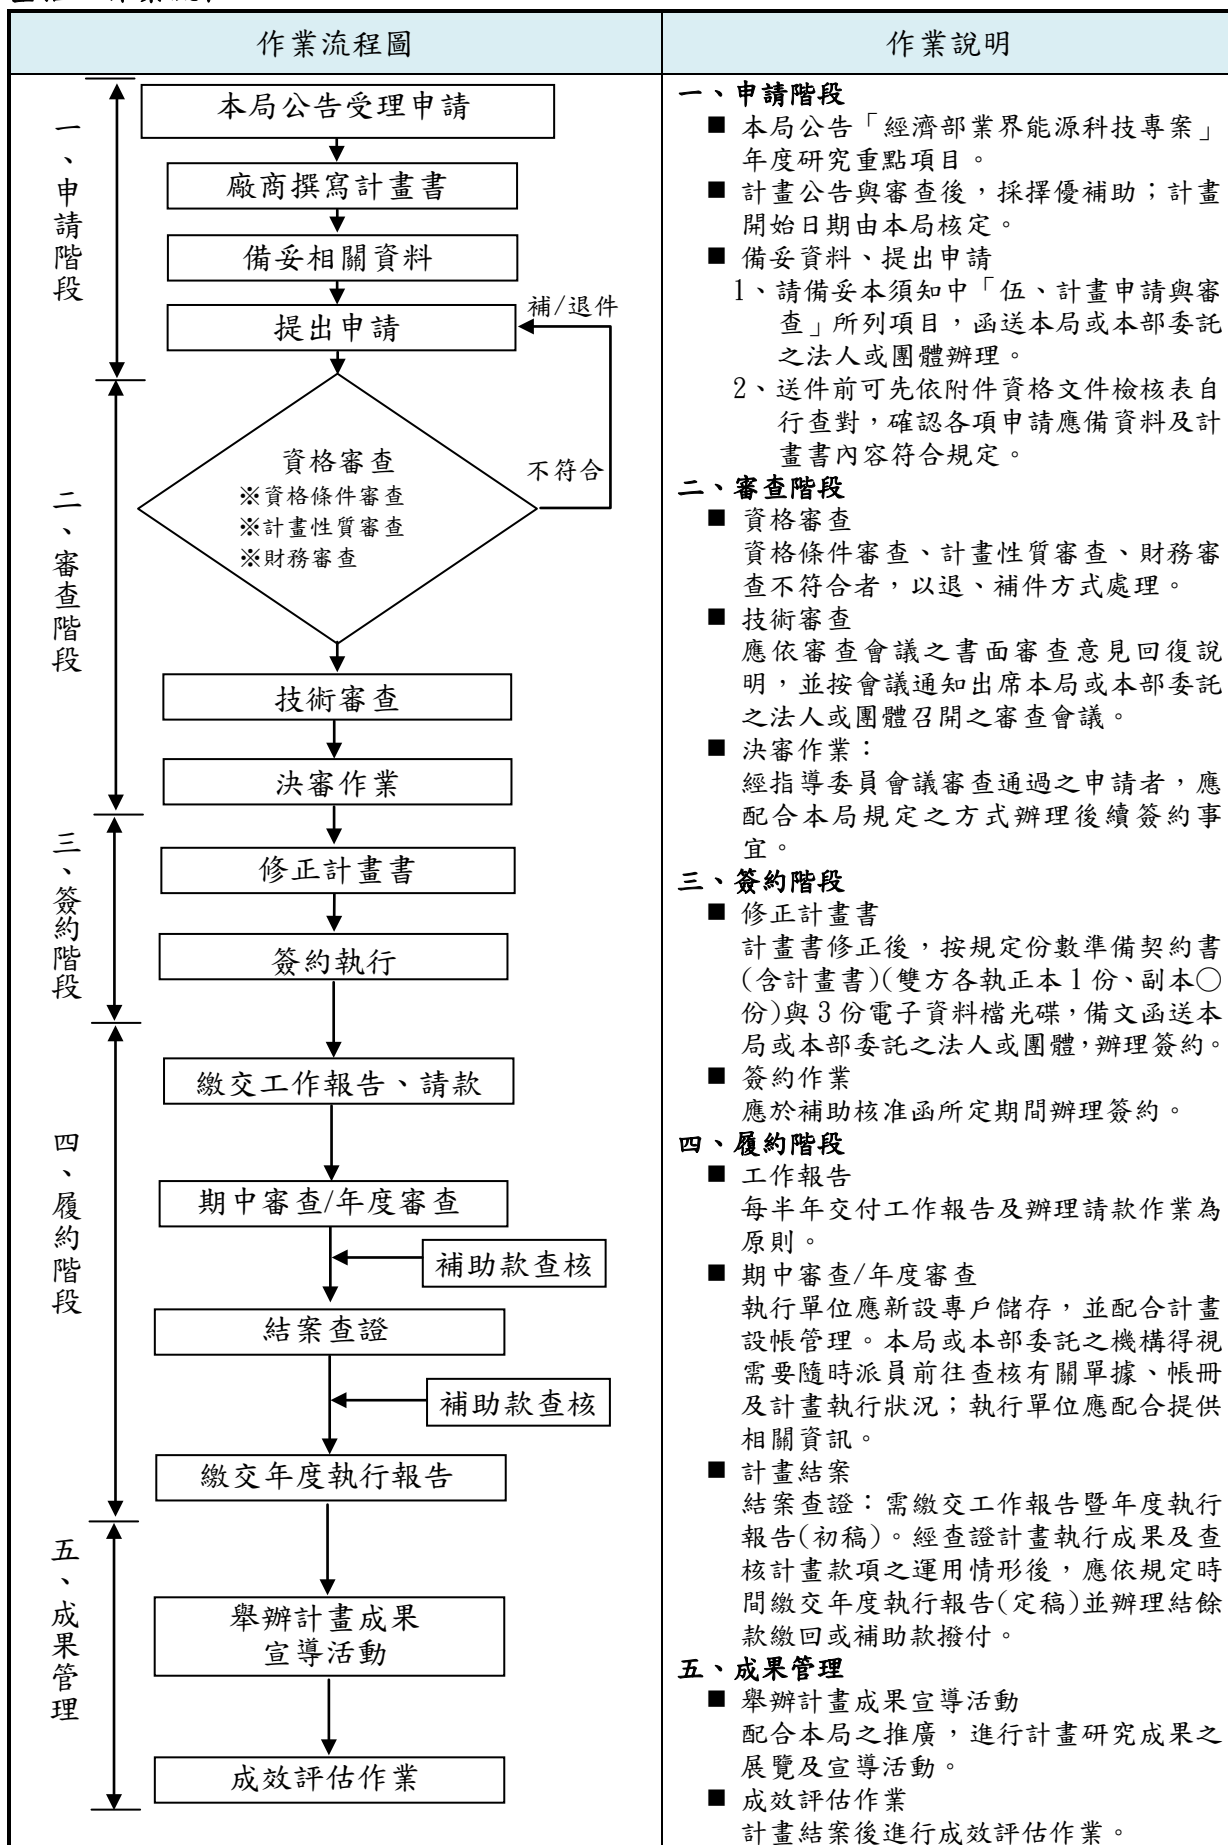 作業流程圖
作業說明
一、申請階段
本局公告受理申請
廠商撰寫計畫書
備妥相關資料
補/退件
提出申請
二、審查階段
資格審查
※資格條件審查
※計畫性質審查
※財務審查
不符合
技術審查
決審作業
三、簽約階段
修正計畫書
簽約執行
四、履約階段
繳交工作報告、請款
期中審查/年度審查
補助款查核
結案查證
補助款查核
繳交年度執行報告
五、成果管理
舉辦計畫成果
宣導活動
成效評估作業
一、申請階段
■ 本局公告「經濟部業界能源科技專案」
年度研究重點項目。
■ 計畫公告與審查後，採擇優補助；計畫
開始日期由本局核定。
■ 備妥資料、提出申請
1、請備妥本須知中「伍、計畫申請與審
查」所列項目，函送本局或本部委託
之法人或團體辦理。
2、送件前可先依附件資格文件檢核表自
行查對，確認各項申請應備資料及計
畫書內容符合規定。
二、審查階段
■ 資格審查
資格條件審查、計畫性質審查、財務審
查不符合者，以退、補件方式處理。
■ 技術審查
應依審查會議之書面審查意見回復說
明，並按會議通知出席本局或本部委託
之法人或團體召開之審查會議。
■ 決審作業：
經指導委員會議審查通過之申請者，應
配合本局規定之方式辦理後續簽約事
宜。
三、簽約階段
■ 修正計畫書
計畫書修正後，按規定份數準備契約書
(含計畫書)(雙方各執正本 1 份、副本○
份)與 3 份電子資料檔光碟，備文函送本
局或本部委託之法人或團體，辦理簽約。
■ 簽約作業
應於補助核准函所定期間辦理簽約。
四、履約階段
■ 工作報告
每半年交付工作報告及辦理請款作業為
原則。
■ 期中審查/年度審查
執行單位應新設專戶儲存，並配合計畫
設帳管理。本局或本部委託之機構得視
需要隨時派員前往查核有關單據、帳冊
及計畫執行狀況；執行單位應配合提供
相關資訊。
■ 計畫結案
結案查證：需繳交工作報告暨年度執行
報告(初稿)。經查證計畫執行成果及查
核計畫款項之運用情形後，應依規定時
間繳交年度執行報告(定稿)並辦理結餘
款繳回或補助款撥付。
五、成果管理
■ 舉辦計畫成果宣導活動
配合本局之推廣，進行計畫研究成果之
展覽及宣導活動。
■ 成效評估作業
計畫結案後進行成效評估作業。